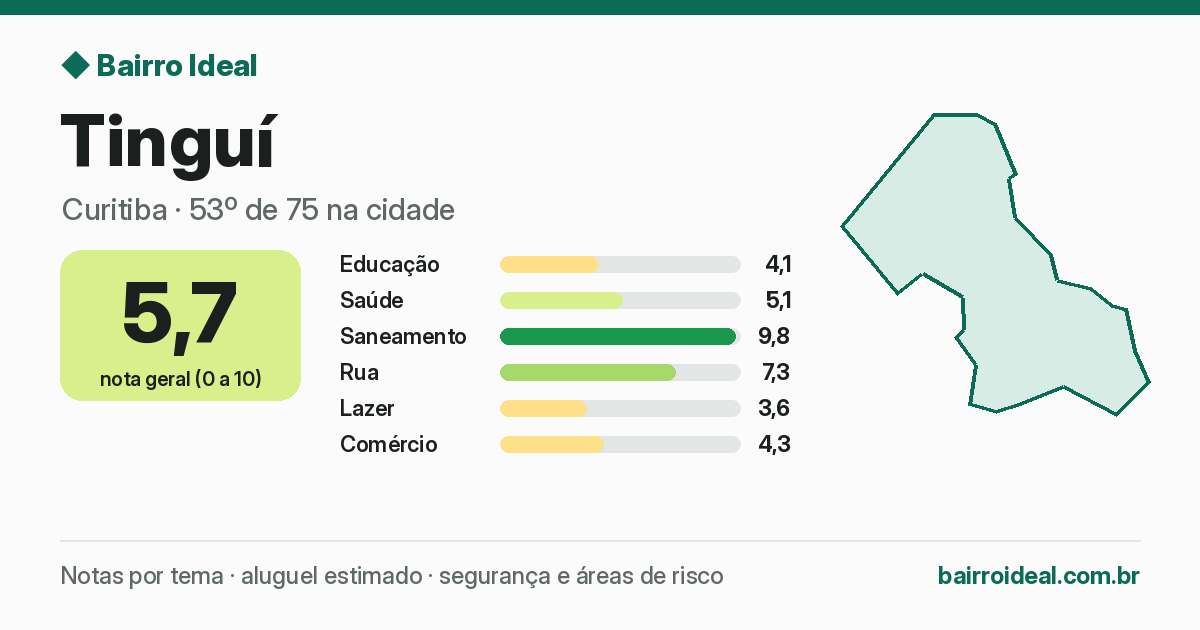 Bairro Ideal
Tinguí
Curitiba · 53º de 75 na cidade
5,7
nota geral (0 a 10)
Educação 4,1
Saúde 5,1
Saneamento 9,8
Rua 7,3
Lazer 3,6
Comércio 4,3
Notas por tema · aluguel estimado · segurança e áreas de risco
bairroideal.com.br